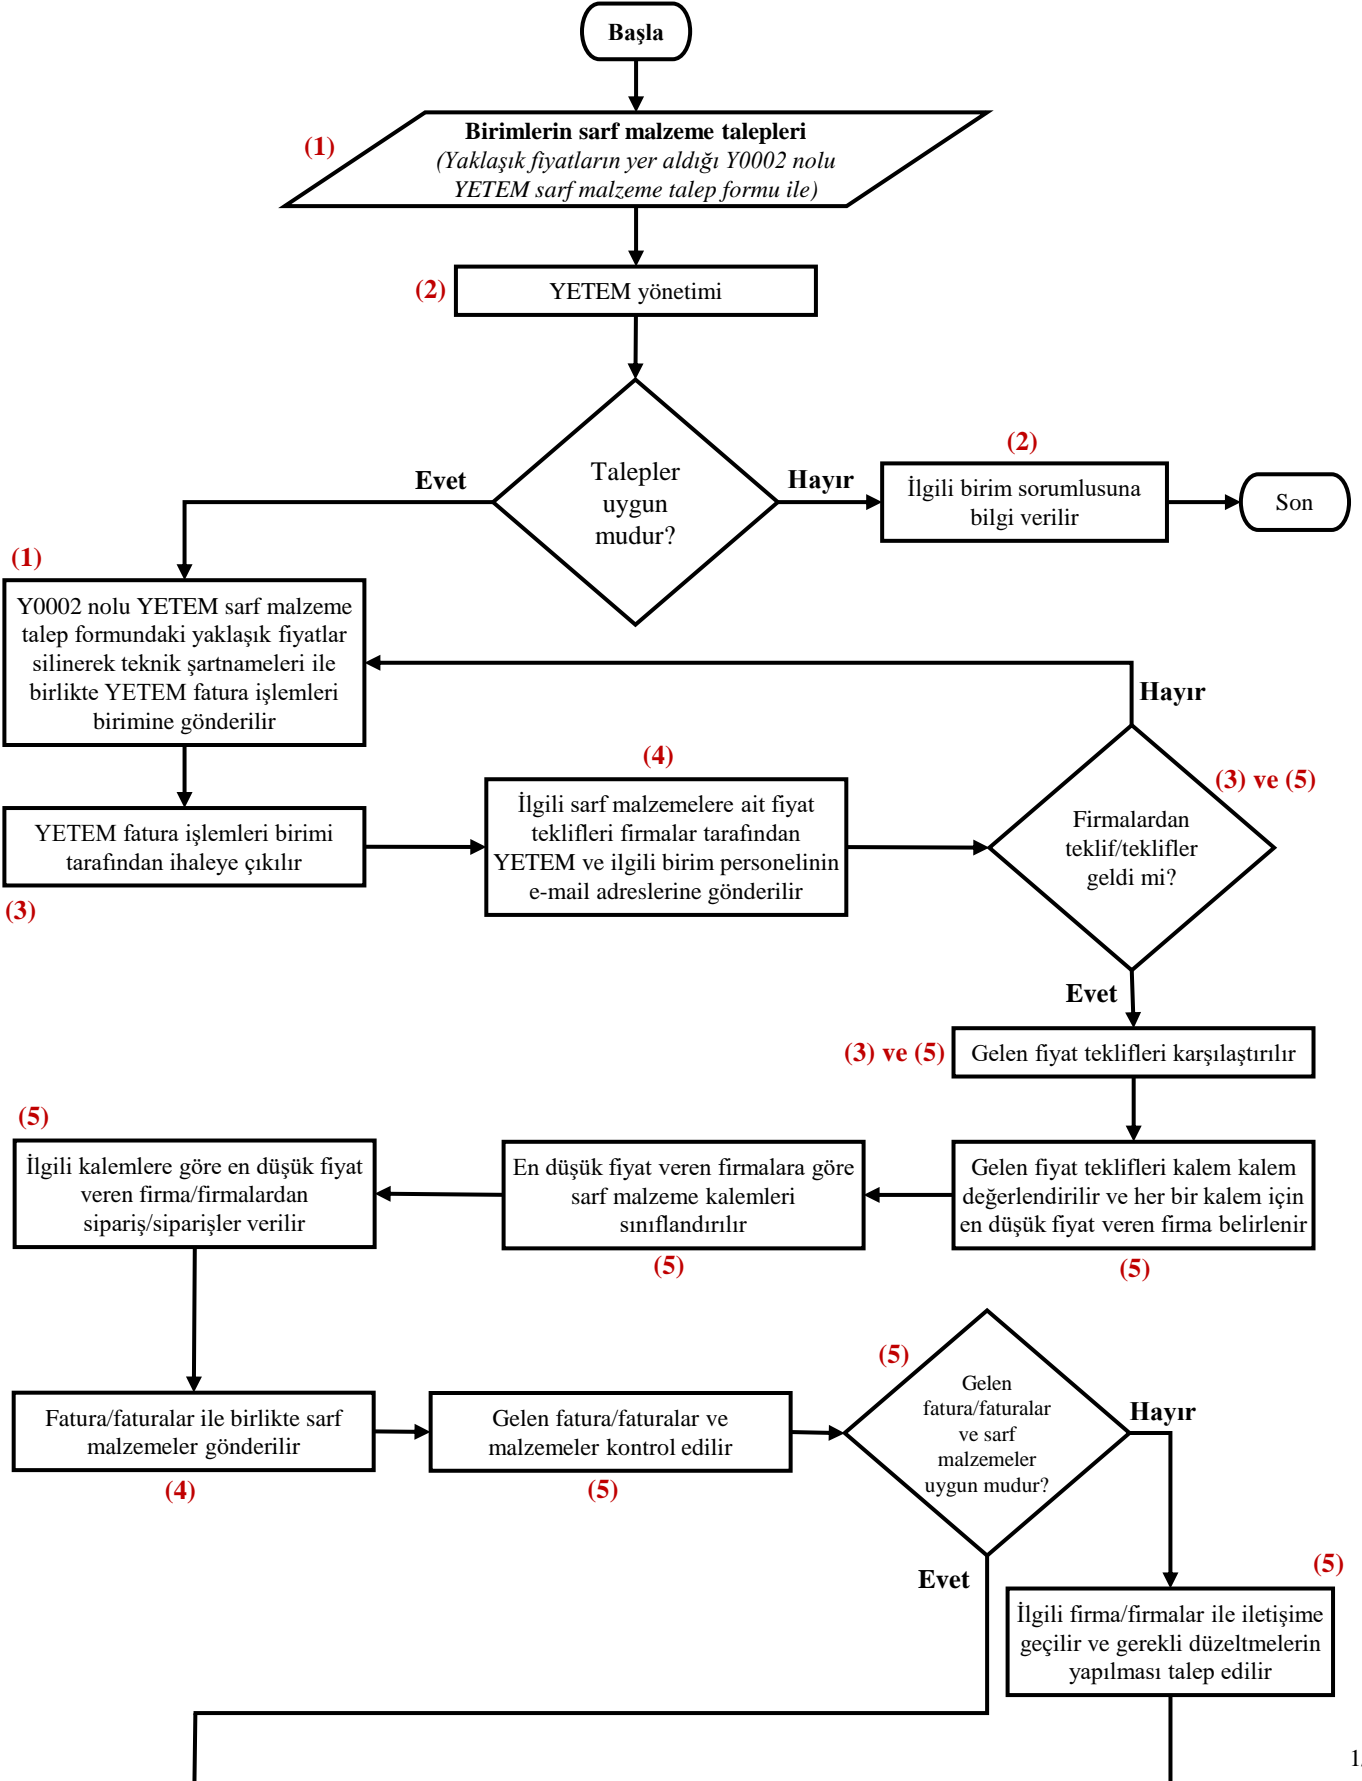 Başla
(1)
Birimlerin sarf malzeme talepleri
(Yaklaşık fiyatların yer aldığı Y0002 nolu
YETEM sarf malzeme talep formu ile)
(2)
YETEM yönetimi
Talepler
uygun
mudur?
Evet
Hayır
(2)
İlgili birim sorumlusuna
bilgi verilir
Son
(1)
Y0002 nolu YETEM sarf malzeme
talep formundaki yaklaşık fiyatlar
silinerek teknik şartnameleri ile
birlikte YETEM fatura işlemleri
birimine gönderilir
YETEM fatura işlemleri birimi
tarafından ihaleye çıkılır
(3)
(4)
İlgili sarf malzemelere ait fiyat
teklifleri firmalar tarafından
YETEM ve ilgili birim personelinin
e-mail adreslerine gönderilir
Hayır
(3) ve (5)
Firmalardan
teklif/teklifler
geldi mi?
Evet
(3) ve (5)
Gelen fiyat teklifleri karşılaştırılır
Gelen fiyat teklifleri kalem kalem
değerlendirilir ve her bir kalem için
en düşük fiyat veren firma belirlenir
(5)
En düşük fiyat veren firmalara göre
sarf malzeme kalemleri
sınıflandırılır
(5)
(5)
İlgili kalemlere göre en düşük fiyat
veren firma/firmalardan
sipariş/siparişler verilir
Fatura/faturalar ile birlikte sarf
malzemeler gönderilir
(4)
Gelen fatura/faturalar ve
malzemeler kontrol edilir
(5)
(5)
Gelen
fatura/faturalar
ve sarf
malzemeler
uygun mudur?
Hayır
Evet
(5)
İlgili firma/firmalar ile iletişime
geçilir ve gerekli düzeltmelerin
yapılması talep edilir
1